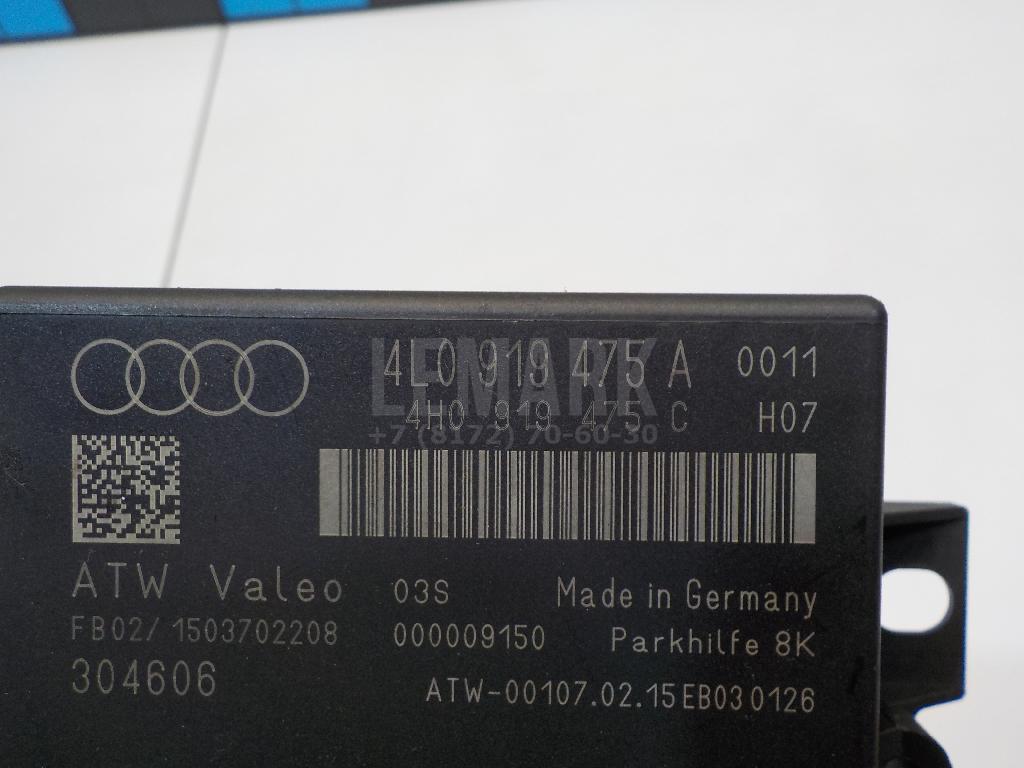 4L0 919 475 A 0011
LEMARK
4H0 919 475 C H07
+7 (8172) 70-60-30
ATW Valeo 03S Made in Germany
FB02/1503702208 000009150 Parkhilfe 8K
304606 ATW-00107.02.15EB030126